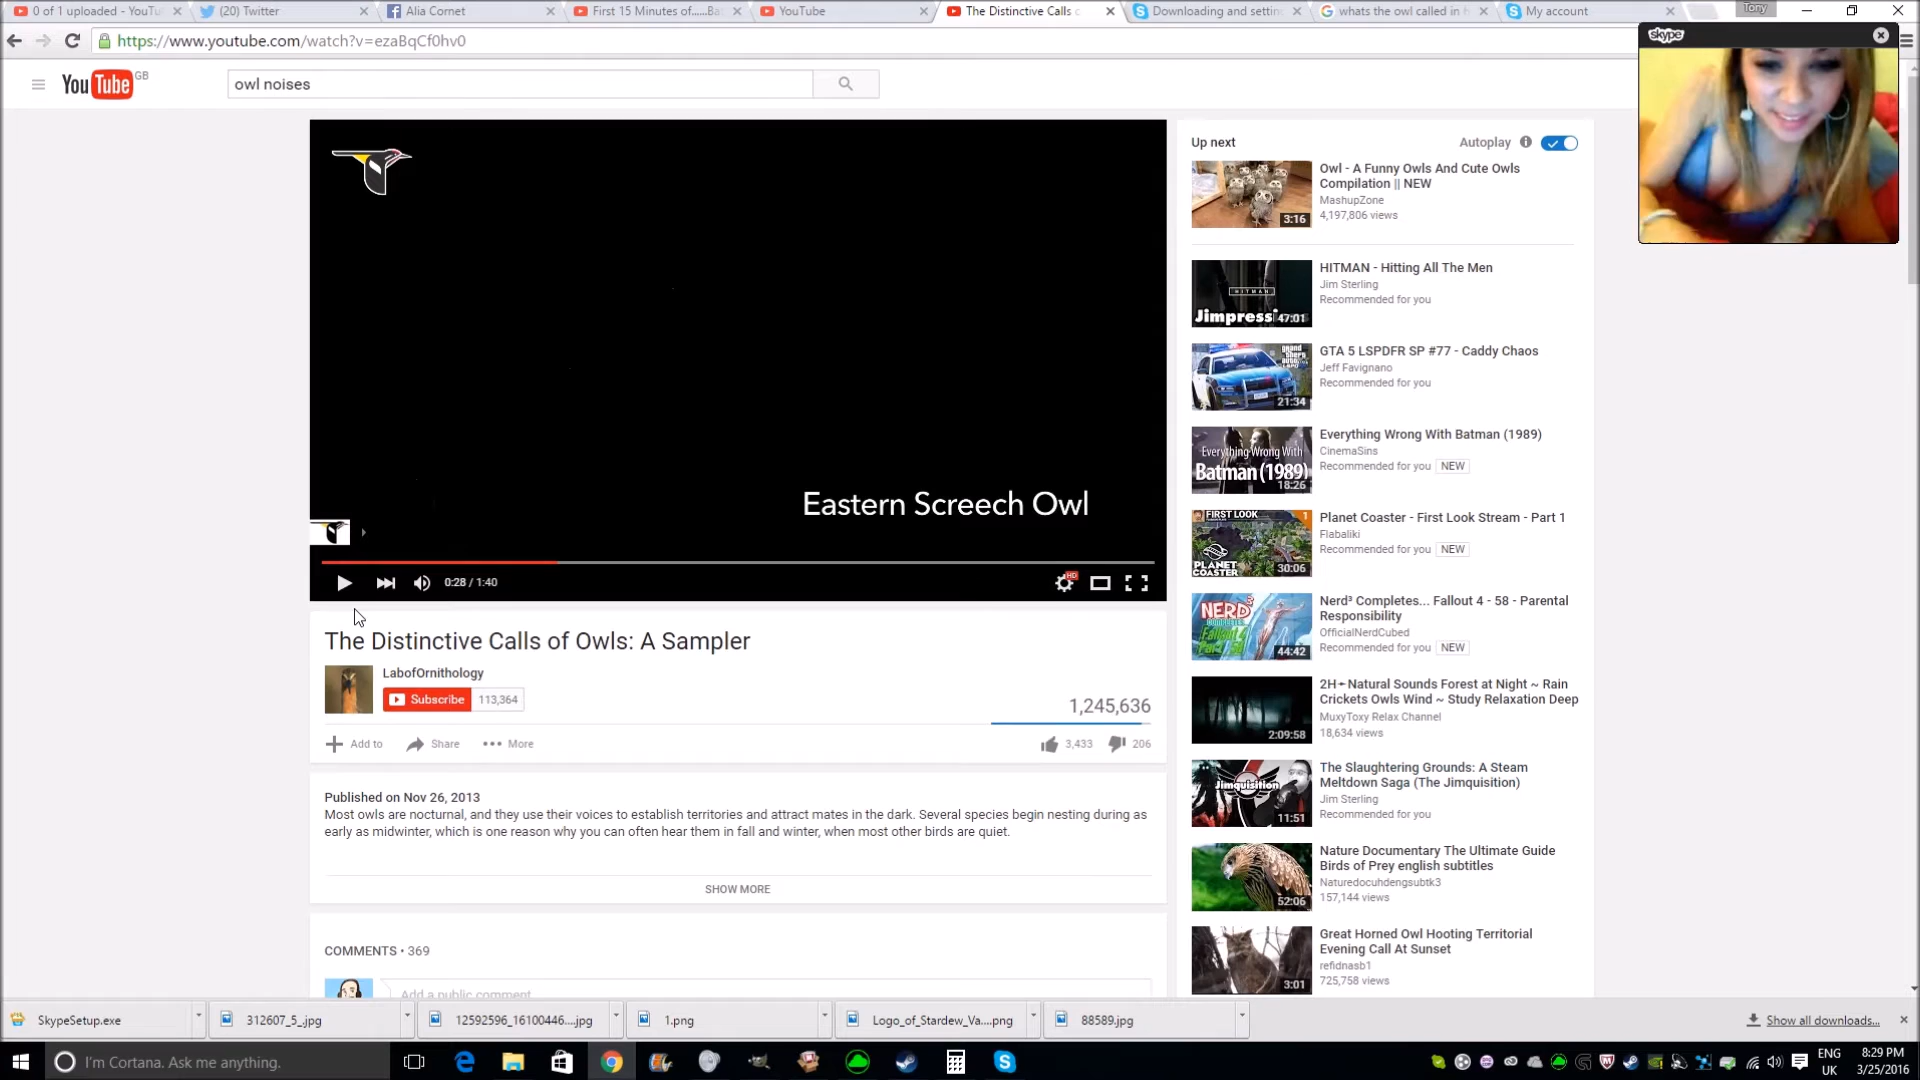 0 of 1 uploaded - YouTu
(20) Twitter
Alia Cornet
First 15 Minutes of......Ba
YouTube
The Distinctive Calls o
Downloading and settin
whats the owl called in h
My account
Tony
https://www.youtube.com/watch?v=ezaBqCf0hv0
YouTube GB
owl noises
skype
Eastern Screech Owl
0:28 / 1:40
HD
The Distinctive Calls of Owls: A Sampler
LabofOrnithology
Subscribe 113,364
1,245,636
Add to Share More
3,433 206
Published on Nov 26, 2013
Most owls are nocturnal, and they use their voices to establish territories and attract mates in the dark. Several species begin nesting during as
early as midwinter, which is one reason why you can often hear them in fall and winter, when most other birds are quiet.
SHOW MORE
COMMENTS • 369
Add a public comment
Up next
Autoplay
3:16
Owl - A Funny Owls And Cute Owls
Compilation || NEW
MashupZone
4,197,806 views
HITMAN
Jimpressi
47:01
HITMAN - Hitting All The Men
Jim Sterling
Recommended for you
21:34
GTA 5 LSPDFR SP #77 - Caddy Chaos
Jeff Favignano
Recommended for you
Everything Wrong With
Batman (1989)
18:26
Everything Wrong With Batman (1989)
CinemaSins
Recommended for you NEW
FIRST LOOK 1
PLANET
COASTER
30:06
Planet Coaster - First Look Stream - Part 1
Flabaliki
Recommended for you NEW
NERD³
COMPLETES...
Fallout 4
44:42
Nerd³ Completes... Fallout 4 - 58 - Parental
Responsibility
OfficialNerdCubed
Recommended for you NEW
2:09:58
2H➛Natural Sounds Forest at Night ~ Rain
Crickets Owls Wind ~ Study Relaxation Deep
MuxyToxy Relax Channel
18,634 views
Jimquisition
11:51
The Slaughtering Grounds: A Steam
Meltdown Saga (The Jimquisition)
Jim Sterling
Recommended for you
52:06
Nature Documentary The Ultimate Guide
Birds of Prey english subtitles
Naturedocuhdengsubtk3
157,144 views
3:01
Great Horned Owl Hooting Territorial
Evening Call At Sunset
refidnasb1
725,758 views
SkypeSetup.exe
312607_5_.jpg
12592596_16100446....jpg
1.png
Logo_of_Stardew_Va....png
88589.jpg
Show all downloads...
I'm Cortana. Ask me anything.
ENG
UK
8:29 PM
3/25/2016